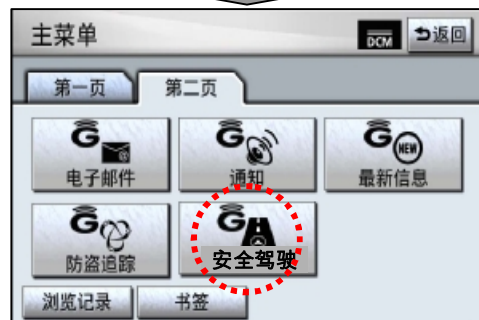 主菜单
DCM 返回
第一页 第二页
G G G NEW
电子邮件 通知 最新信息
G G
防盗追踪 安全驾驶
浏览记录 书签